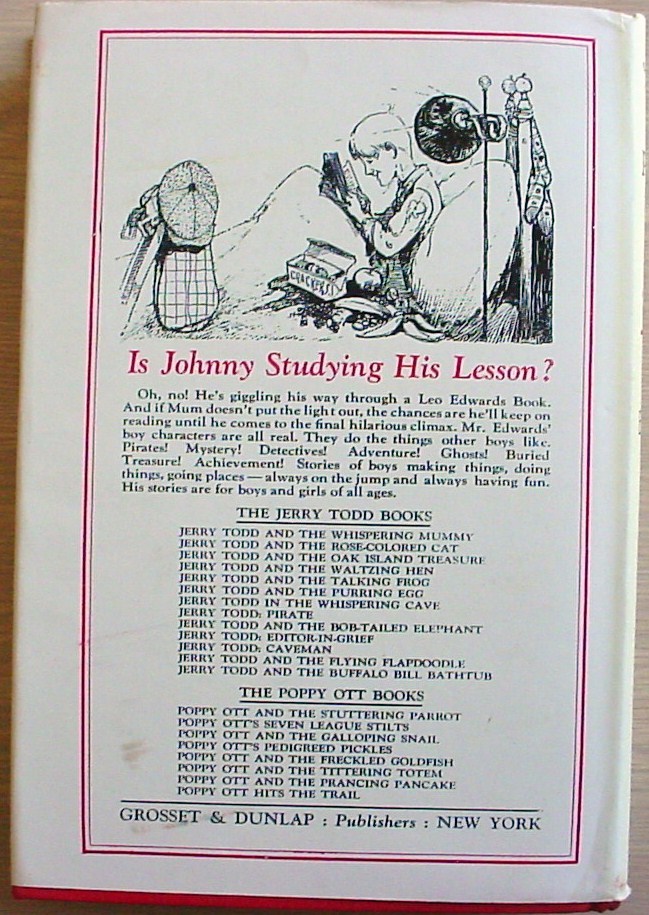 CRACKERS
Is Johnny Studying His Lesson?
Oh, no! He's giggling his way through a Leo Edwards Book.
And if Mum doesn't put the light out, the chances are he'll keep on
reading until he comes to the final hilarious climax. Mr. Edwards'
boy characters are all real. They do the things other boys like.
Pirates! Mystery! Detectives! Adventure! Ghosts! Buried
Treasure! Achievement! Stories of boys making things, doing
things, going places—always on the jump and always having fun.
His stories are for boys and girls of all ages.
THE JERRY TODD BOOKS
JERRY TODD AND THE WHISPERING MUMMY
JERRY TODD AND THE ROSE-COLORED CAT
JERRY TODD AND THE OAK ISLAND TREASURE
JERRY TODD AND THE WALTZING HEN
JERRY TODD AND THE TALKING FROG
JERRY TODD AND THE PURRING EGG
JERRY TODD IN THE WHISPERING CAVE
JERRY TODD: PIRATE
JERRY TODD AND THE BOB-TAILED ELEPHANT
JERRY TODD: EDITOR-IN-GRIEF
JERRY TODD: CAVEMAN
JERRY TODD AND THE FLYING FLAPDOODLE
JERRY TODD AND THE BUFFALO BILL BATHTUB
THE POPPY OTT BOOKS
POPPY OTT AND THE STUTTERING PARROT
POPPY OTT'S SEVEN LEAGUE STILTS
POPPY OTT AND THE GALLOPING SNAIL
POPPY OTT'S PEDIGREED PICKLES
POPPY OTT AND THE FRECKLED GOLDFISH
POPPY OTT AND THE TITTERING TOTEM
POPPY OTT AND THE PRANCING PANCAKE
POPPY OTT HITS THE TRAIL
GROSSET & DUNLAP : Publishers : NEW YORK